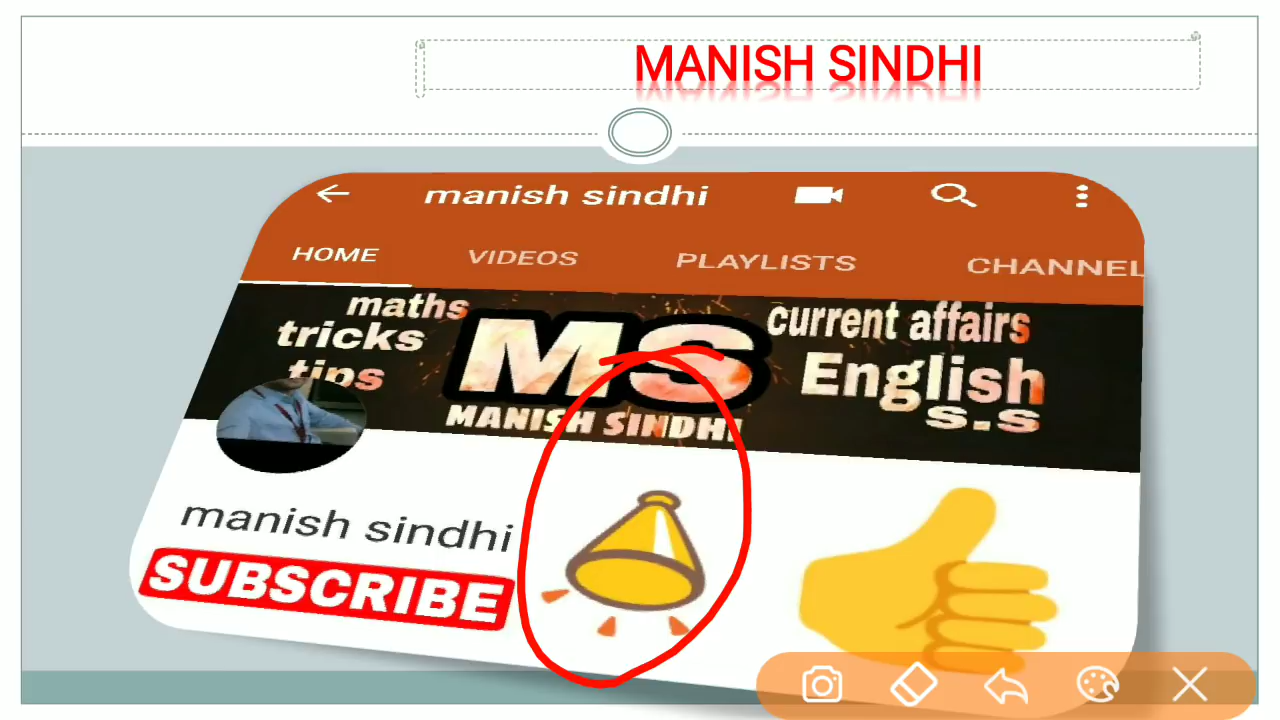 MANISH SINDHI
manish sindhi
HOME VIDEOS PLAYLISTS CHANNEL
maths
tricks
tips
MS
MANISH SINDHI
current affairs
English
s.s
manish sindhi
SUBSCRIBE